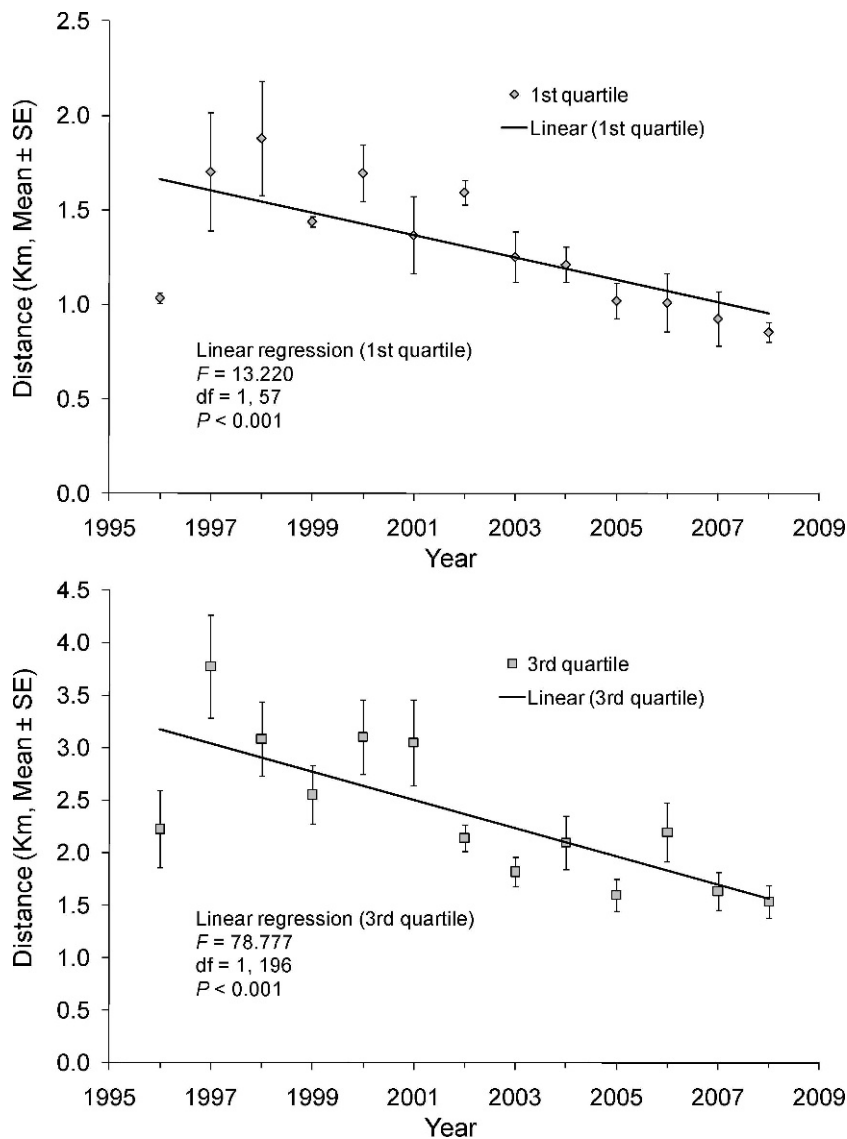 2.5
2.0
1.5
1.0
0.5
0.0
Distance (Km, Mean ± SE)
1st quartile
Linear (1st quartile)
Linear regression (1st quartile)
F = 13.220
df = 1, 57
P < 0.001
1995 1997 1999 2001 2003 2005 2007 2009
Year
4.5
4.0
3.5
3.0
2.5
2.0
1.5
1.0
0.5
0.0
Distance (Km, Mean ± SE)
3rd quartile
Linear (3rd quartile)
Linear regression (3rd quartile)
F = 78.777
df = 1, 196
P < 0.001
1995 1997 1999 2001 2003 2005 2007 2009
Year